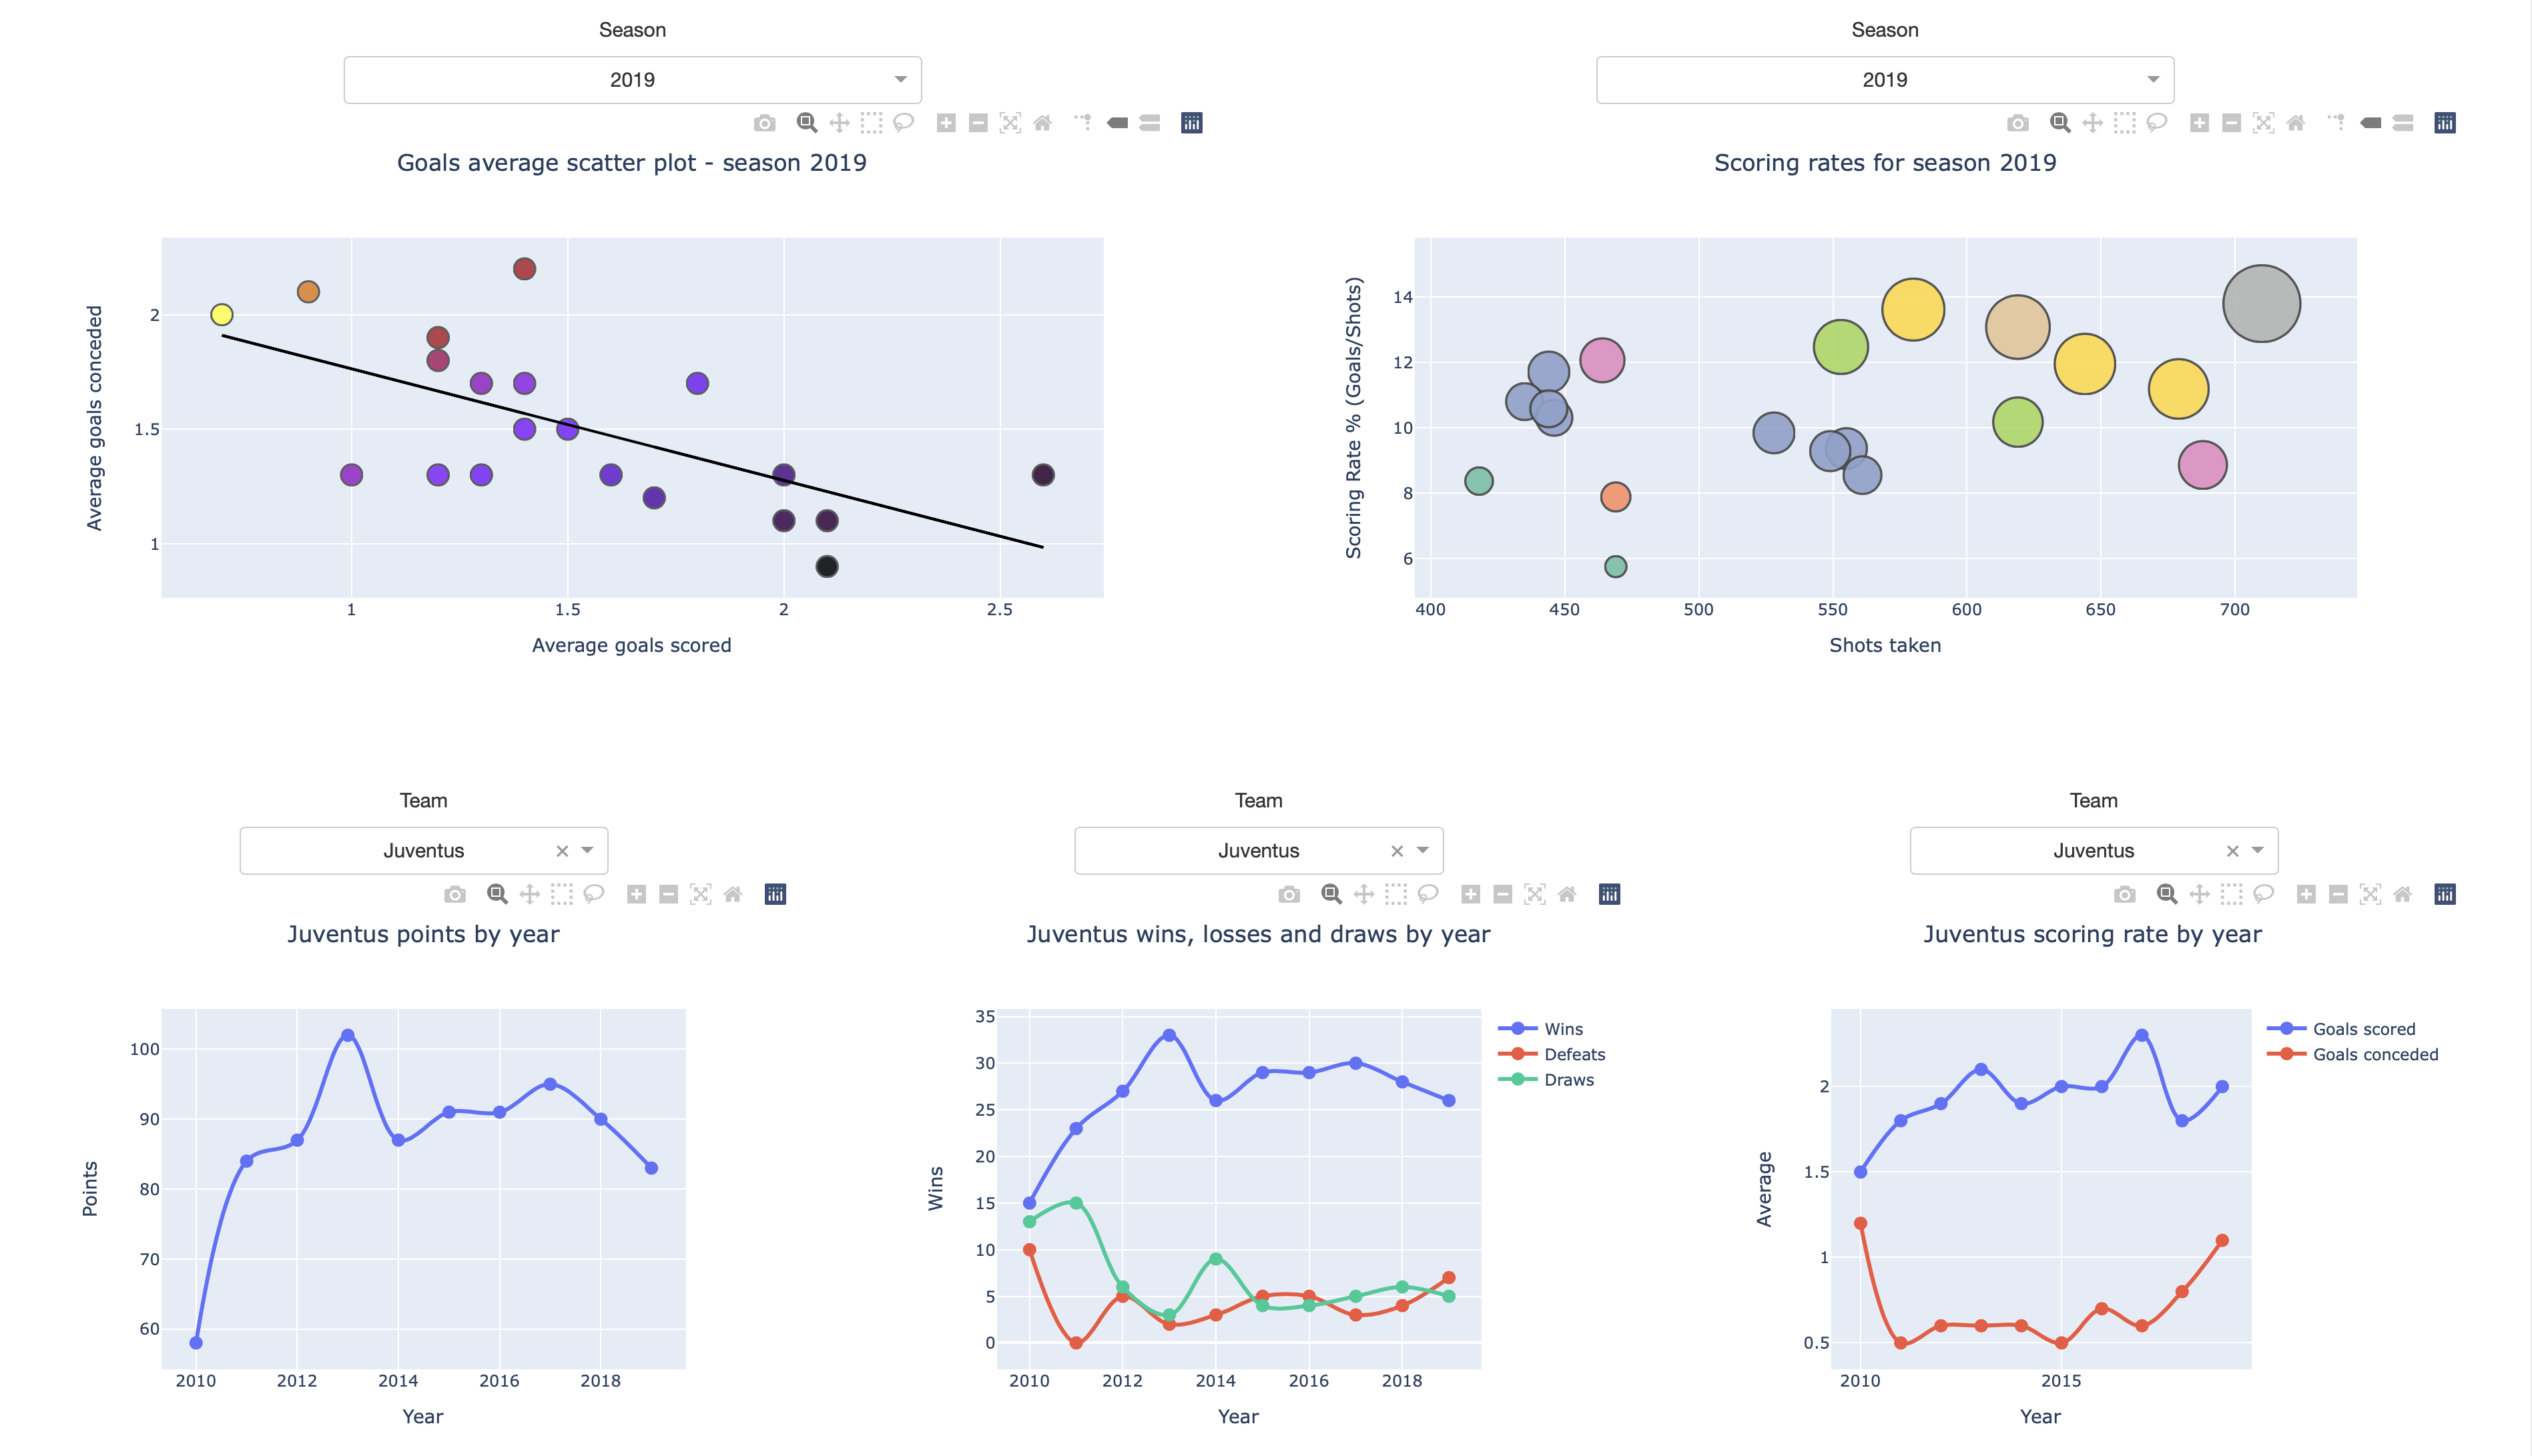 Season
2019
Goals average scatter plot - season 2019
Average goals conceded
2
1.5
1
1 1.5 2 2.5
Average goals scored
Season
2019
Scoring rates for season 2019
Scoring Rate % (Goals/Shots)
14
12
10
8
6
400 450 500 550 600 650 700
Shots taken
Team
Juventus
Juventus points by year
Points
100
90
80
70
60
2010 2012 2014 2016 2018
Year
Team
Juventus
Juventus wins, losses and draws by year
Wins
35
30
25
20
15
10
5
0
2010 2012 2014 2016 2018
Year
Wins
Defeats
Draws
Team
Juventus
Juventus scoring rate by year
Average
2
1.5
1
0.5
2010 2015
Year
Goals scored
Goals conceded